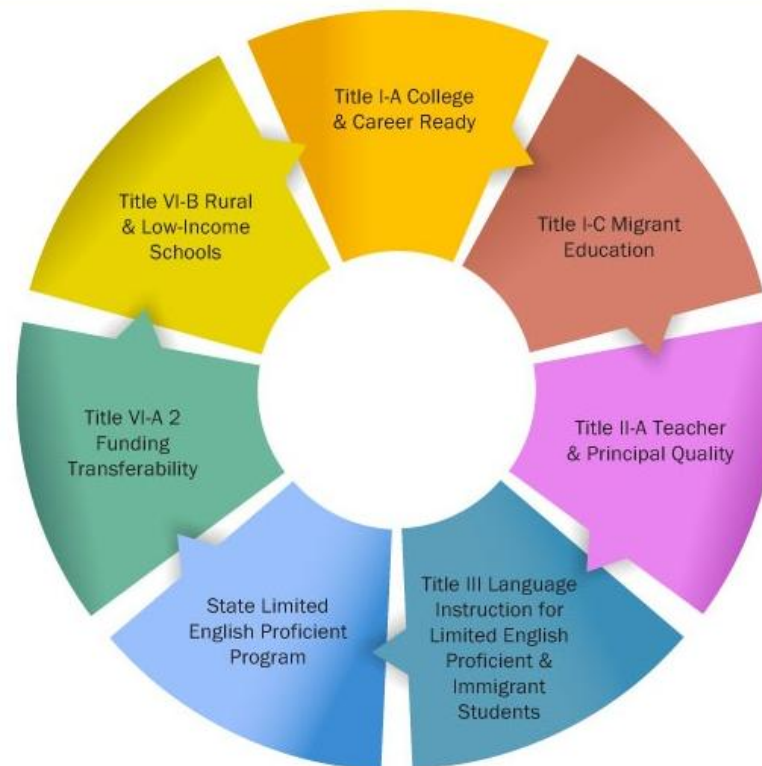 Title I-A College
& Career Ready
Title I-C Migrant
Education
Title II-A Teacher
& Principal Quality
Title III Language
Instruction for
Limited English
Proficient &
Immigrant
Students
State Limited
English Proficient
Program
Title VI-A 2
Funding
Transferability
Title VI-B Rural
& Low-Income
Schools